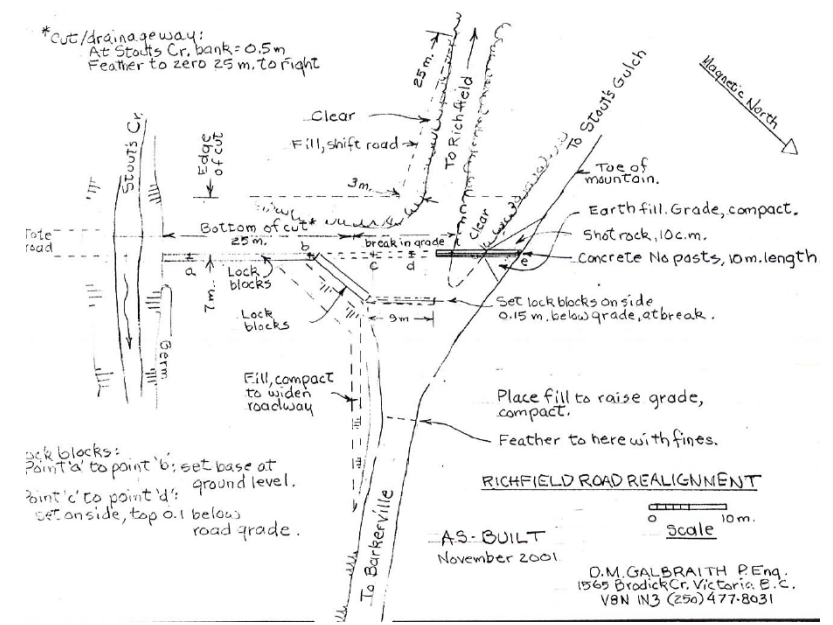 *Cut/drainageway:
At Stouts Cr. bank = 0.5m
Feather to zero 25 m. to right
Stout's Cr.
Edge
of cut
Clear
Fill, shift road
3m.
25 m.
To Richfield
Clear
To Stout's Gulch
Magnetic North
Toe of
mountain.
Earth fill. Grade, compact.
Shot rock, 10 c.m.
Concrete No posts, 10m. length
Tote
road
Bottom of cut*
25 m.
break in grade
a
b
c
d
e
7 m.
Lock
blocks
Lock
blocks
9m
Set lock blocks on side
0.15 m. below grade, at break.
Berm
Fill, compact
to widen
roadway
Place fill to raise grade,
compact.
Feather to here with fines.
ock blocks:
Point 'a' to point 'b': set base at
ground level.
Point 'c' to point 'd':
set on side, top 0.1 below
road grade.
To Barkerville
RICHFIELD ROAD REALIGNMENT
0 10 m.
Scale
AS-BUILT
November 2001
D.M. GALBRAITH P.Eng.
1565 Brodick Cr. Victoria B.C.
V8N 1N3 (250) 477-8031